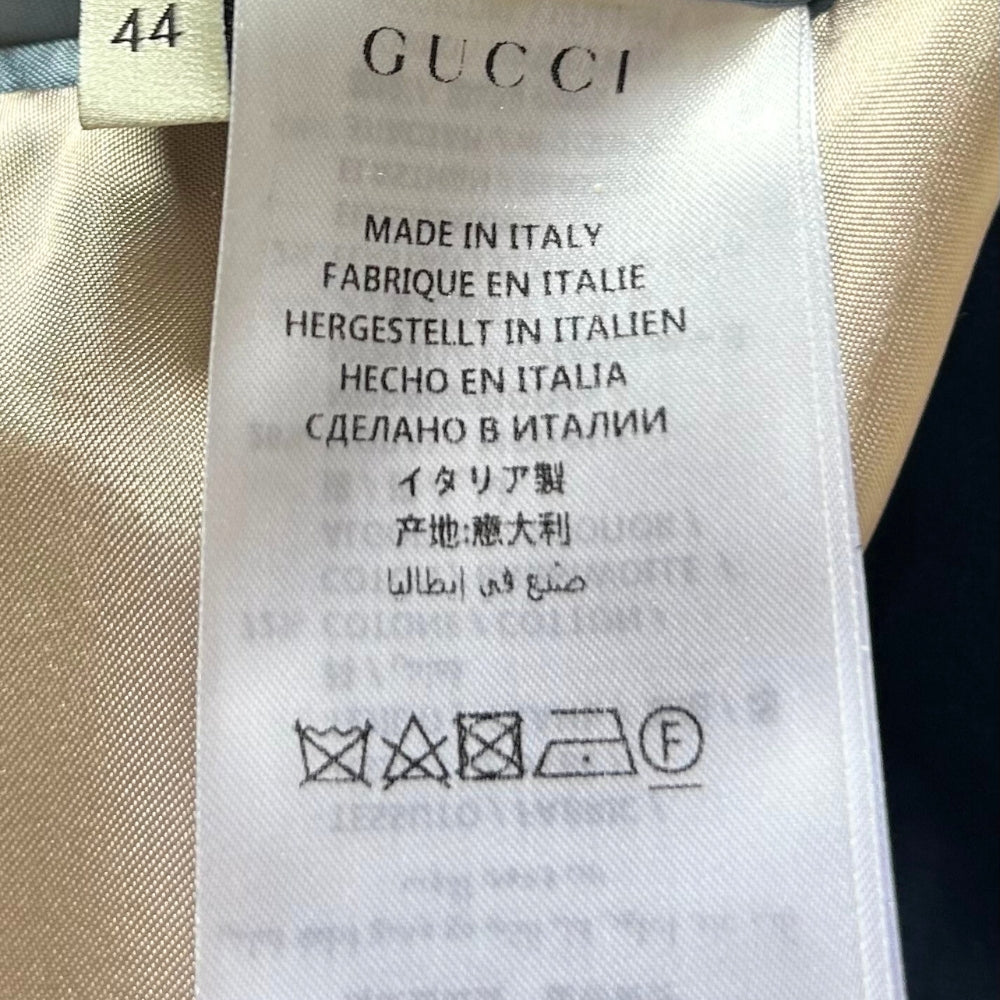 44
GUCCI
MADE IN ITALY
FABRIQUE EN ITALIE
HERGESTELLT IN ITALIEN
HECHO EN ITALIA
СДЕЛАНО В ИТАЛИИ
イタリア製
产地:意大利
صنع في إيطاليا
F